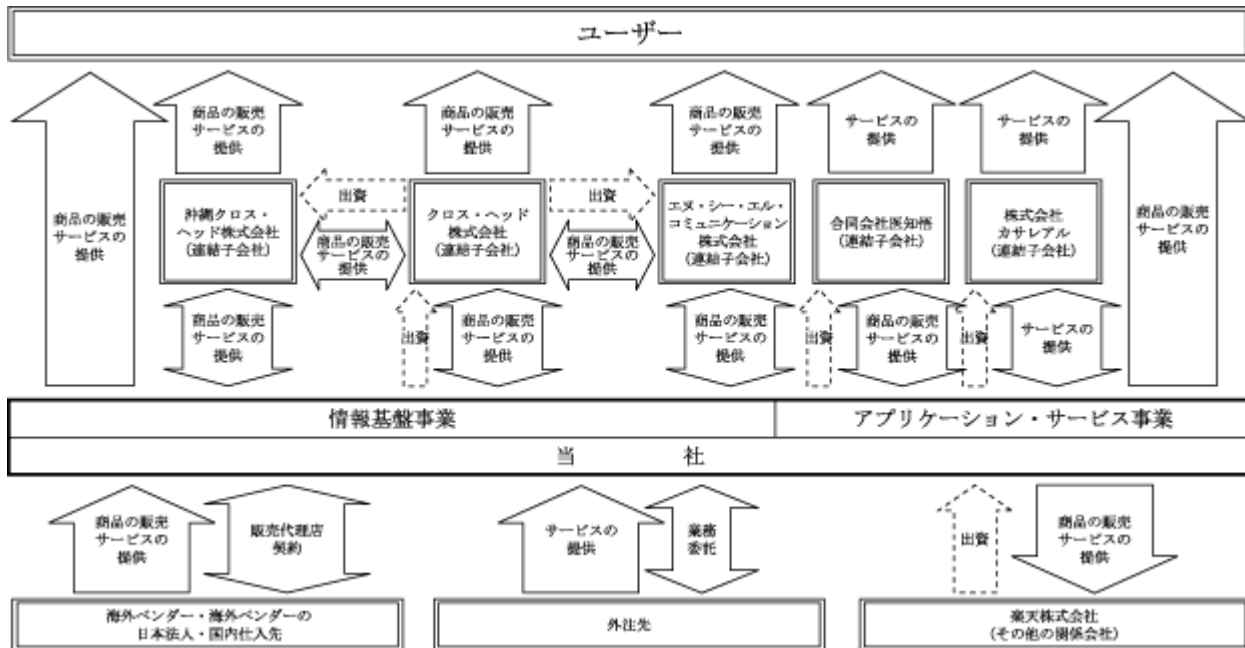 ユーザー
商品の販売
サービスの
提供
商品の販売
サービスの
提供
商品の販売
サービスの
提供
サービスの
提供
サービスの
提供
商品の販売
サービスの
提供
沖縄クロス・
ヘッド株式会社
(連結子会社)
出資
商品の販売
サービスの
提供
クロス・ヘッド
株式会社
(連結子会社)
出資
商品の販売
サービスの
提供
エヌ・シー・エル・
コミュニケーション
株式会社
(連結子会社)
合同会社医知悟
(連結子会社)
株式会社
カサレアル
(連結子会社)
商品の販売
サービスの
提供
商品の販売
サービスの
提供
出資
商品の販売
サービスの
提供
商品の販売
サービスの
提供
出資
商品の販売
サービスの
提供
出資
サービスの
提供
情報基盤事業
アプリケーション・サービス事業
当 社
商品の販売
サービスの
提供
販売代理店
契約
サービスの
提供
業務
委託
出資
商品の販売
サービスの
提供
海外ベンダー・海外ベンダーの
日本法人・国内仕入先
外注先
楽天株式会社
(その他の関係会社)